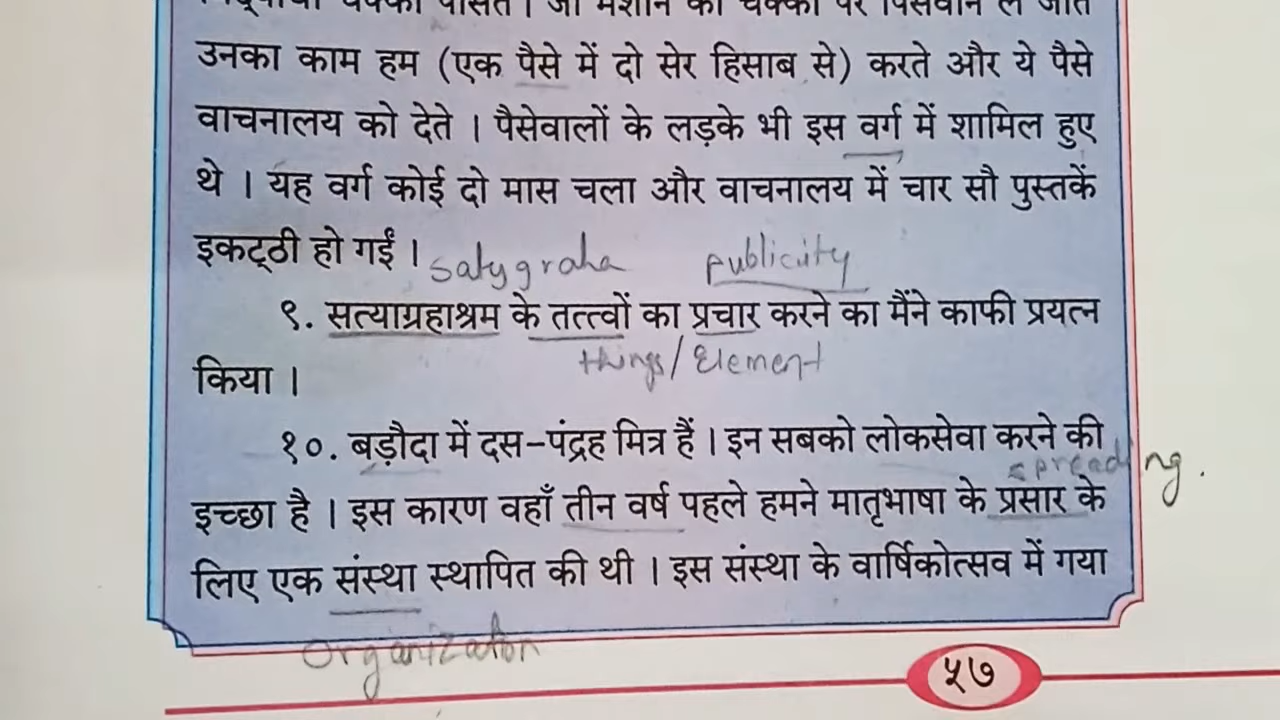 उनका काम हम (एक पैसे में दो सेर हिसाब से) करते और ये पैसे
वाचनालय को देते । पैसेवालों के लड़के भी इस वर्ग में शामिल हुए
थे । यह वर्ग कोई दो मास चला और वाचनालय में चार सौ पुस्तकें
इकट्ठी हो गईं ।
satygraha publicity
९. सत्याग्रहाश्रम के तत्त्वों का प्रचार करने का मैंने काफी प्रयत्न
things/Element
किया ।
१०. बड़ौदा में दस-पंद्रह मित्र हैं । इन सबको लोकसेवा करने की
spreading.
इच्छा है । इस कारण वहाँ तीन वर्ष पहले हमने मातृभाषा के प्रसार के
लिए एक संस्था स्थापित की थी । इस संस्था के वार्षिकोत्सव में गया
organization
५७